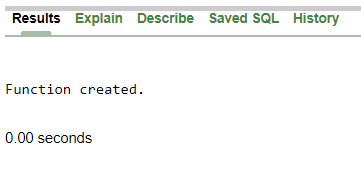 Results Explain Describe Saved SQL History
Function created.
0.00 seconds